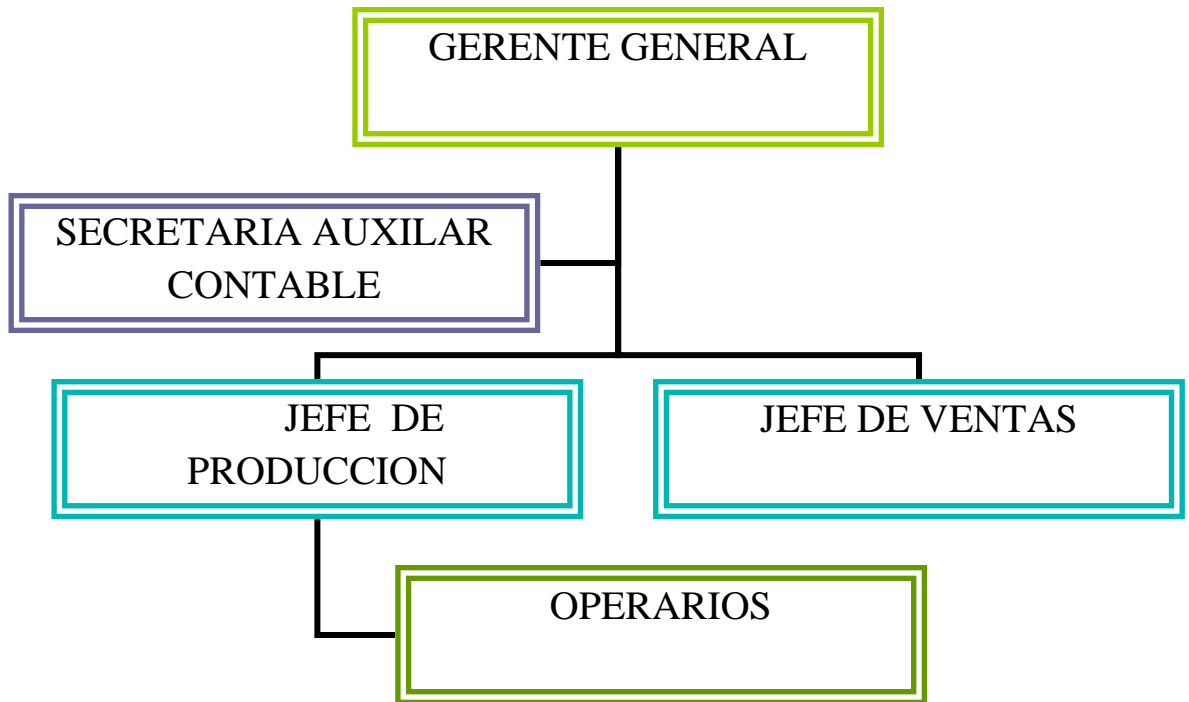 GERENTE GENERAL
SECRETARIA AUXILAR
CONTABLE
JEFE DE
PRODUCCION
JEFE DE VENTAS
OPERARIOS